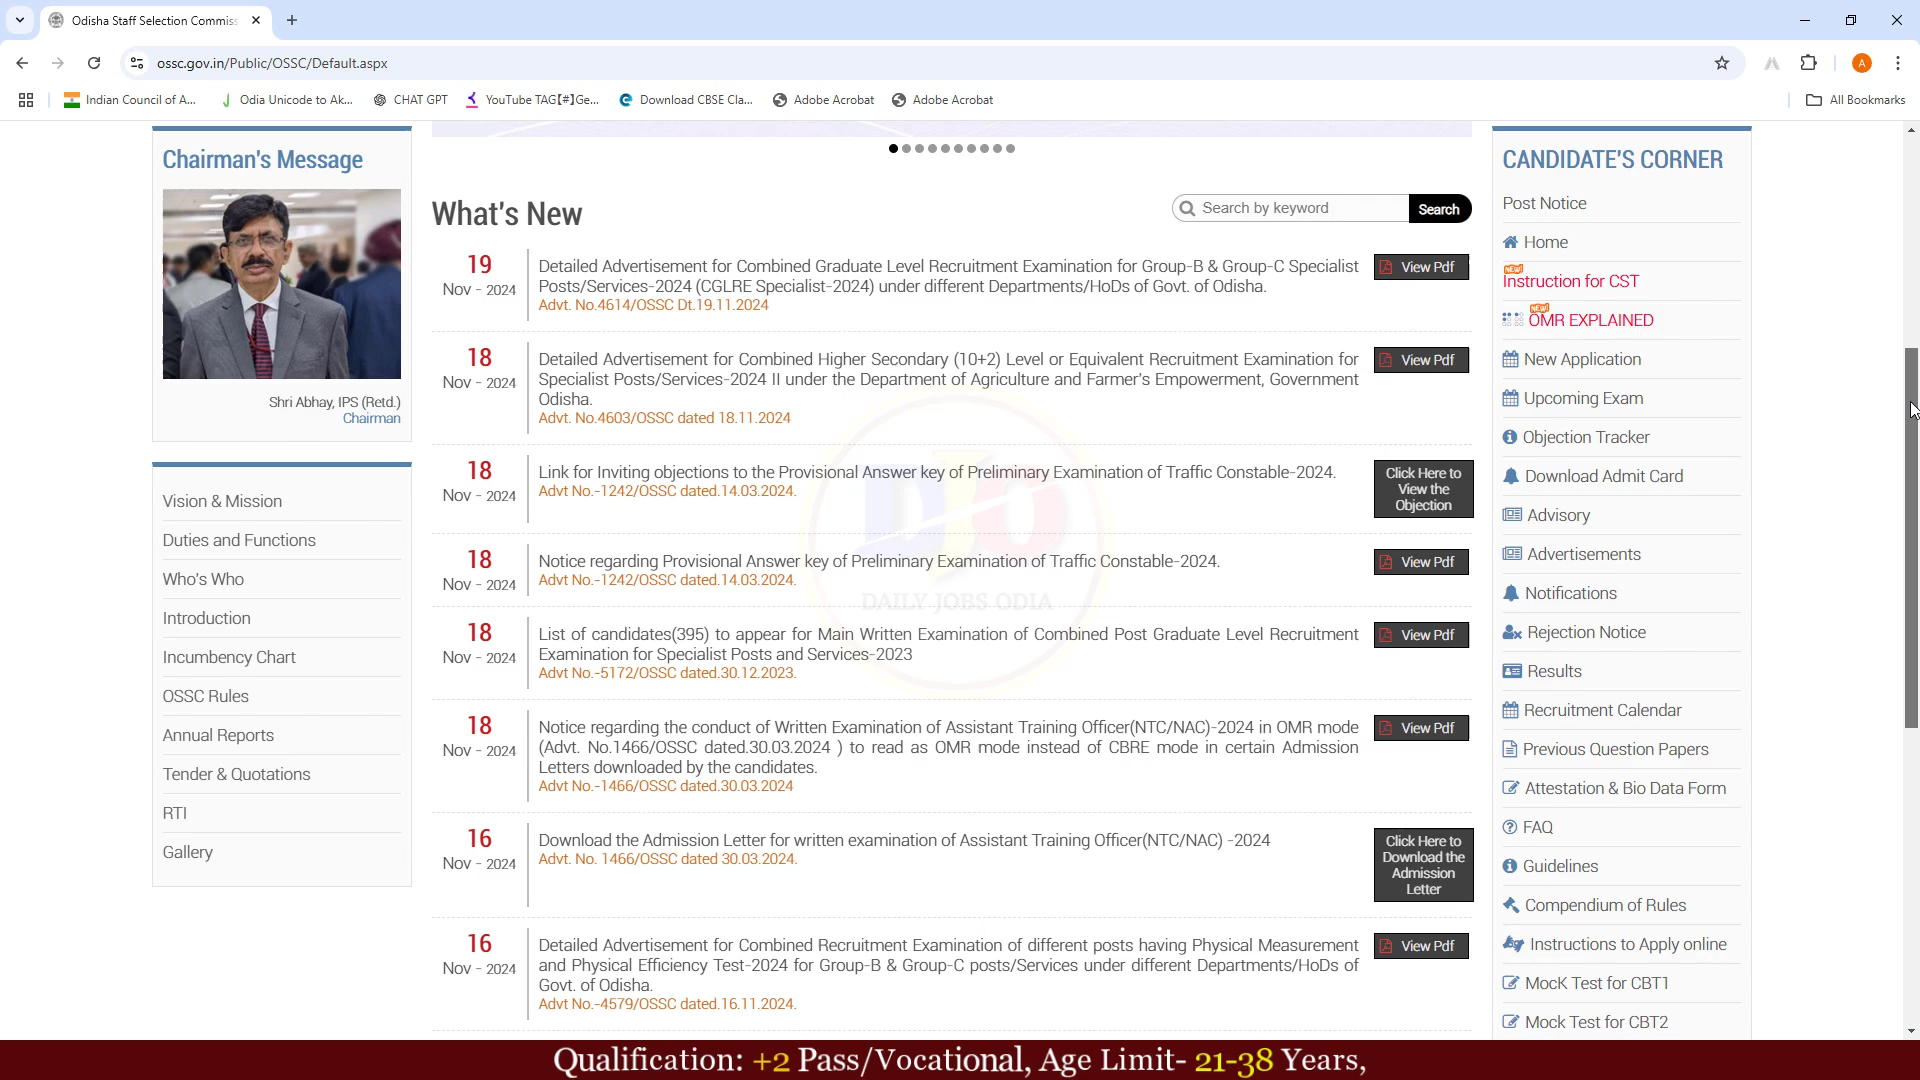 Odisha Staff Selection Commiss
ossc.gov.in/Public/OSSC/Default.aspx
A
Indian Council of A...
Odia Unicode to Ak...
CHAT GPT
YouTube TAG【#】Ge...
Download CBSE Cla...
Adobe Acrobat
Adobe Acrobat
All Bookmarks
Chairman's Message
Shri Abhay, IPS (Retd.)
Chairman
Vision & Mission
Duties and Functions
Who's Who
Introduction
Incumbency Chart
OSSC Rules
Annual Reports
Tender & Quotations
RTI
Gallery
What's New
Search by keyword
Search
19
Nov - 2024
Detailed Advertisement for Combined Graduate Level Recruitment Examination for Group-B & Group-C Specialist
Posts/Services-2024 (CGLRE Specialist-2024) under different Departments/HoDs of Govt. of Odisha.
Advt. No.4614/OSSC Dt.19.11.2024
View Pdf
18
Nov - 2024
Detailed Advertisement for Combined Higher Secondary (10+2) Level or Equivalent Recruitment Examination for
Specialist Posts/Services-2024 II under the Department of Agriculture and Farmer's Empowerment, Government
Odisha.
Advt. No.4603/OSSC dated 18.11.2024
View Pdf
18
Nov - 2024
Link for Inviting objections to the Provisional Answer key of Preliminary Examination of Traffic Constable-2024.
Advt No.-1242/OSSC dated.14.03.2024.
Click Here to
View the
Objection
18
Nov - 2024
Notice regarding Provisional Answer key of Preliminary Examination of Traffic Constable-2024.
Advt No.-1242/OSSC dated.14.03.2024.
View Pdf
DJO
DAILY JOBS ODIA
18
Nov - 2024
List of candidates(395) to appear for Main Written Examination of Combined Post Graduate Level Recruitment
Examination for Specialist Posts and Services-2023
Advt No.-5172/OSSC dated.30.12.2023.
View Pdf
18
Nov - 2024
Notice regarding the conduct of Written Examination of Assistant Training Officer(NTC/NAC)-2024 in OMR mode
(Advt. No.1466/OSSC dated.30.03.2024 ) to read as OMR mode instead of CBRE mode in certain Admission
Letters downloaded by the candidates.
Advt No.-1466/OSSC dated.30.03.2024
View Pdf
16
Nov - 2024
Download the Admission Letter for written examination of Assistant Training Officer(NTC/NAC) -2024
Advt. No. 1466/OSSC dated 30.03.2024.
Click Here to
Download the
Admission
Letter
16
Nov - 2024
Detailed Advertisement for Combined Recruitment Examination of different posts having Physical Measurement
and Physical Efficiency Test-2024 for Group-B & Group-C posts/Services under different Departments/HoDs of
Govt. of Odisha.
Advt No.-4579/OSSC dated.16.11.2024.
View Pdf
CANDIDATE'S CORNER
Post Notice
Home
NEW!
Instruction for CST
NEW!
OMR EXPLAINED
New Application
Upcoming Exam
Objection Tracker
Download Admit Card
Advisory
Advertisements
Notifications
Rejection Notice
Results
Recruitment Calendar
Previous Question Papers
Attestation & Bio Data Form
FAQ
Guidelines
Compendium of Rules
Instructions to Apply online
MocK Test for CBT1
Mock Test for CBT2
Qualification: +2 Pass/Vocational, Age Limit- 21-38 Years,